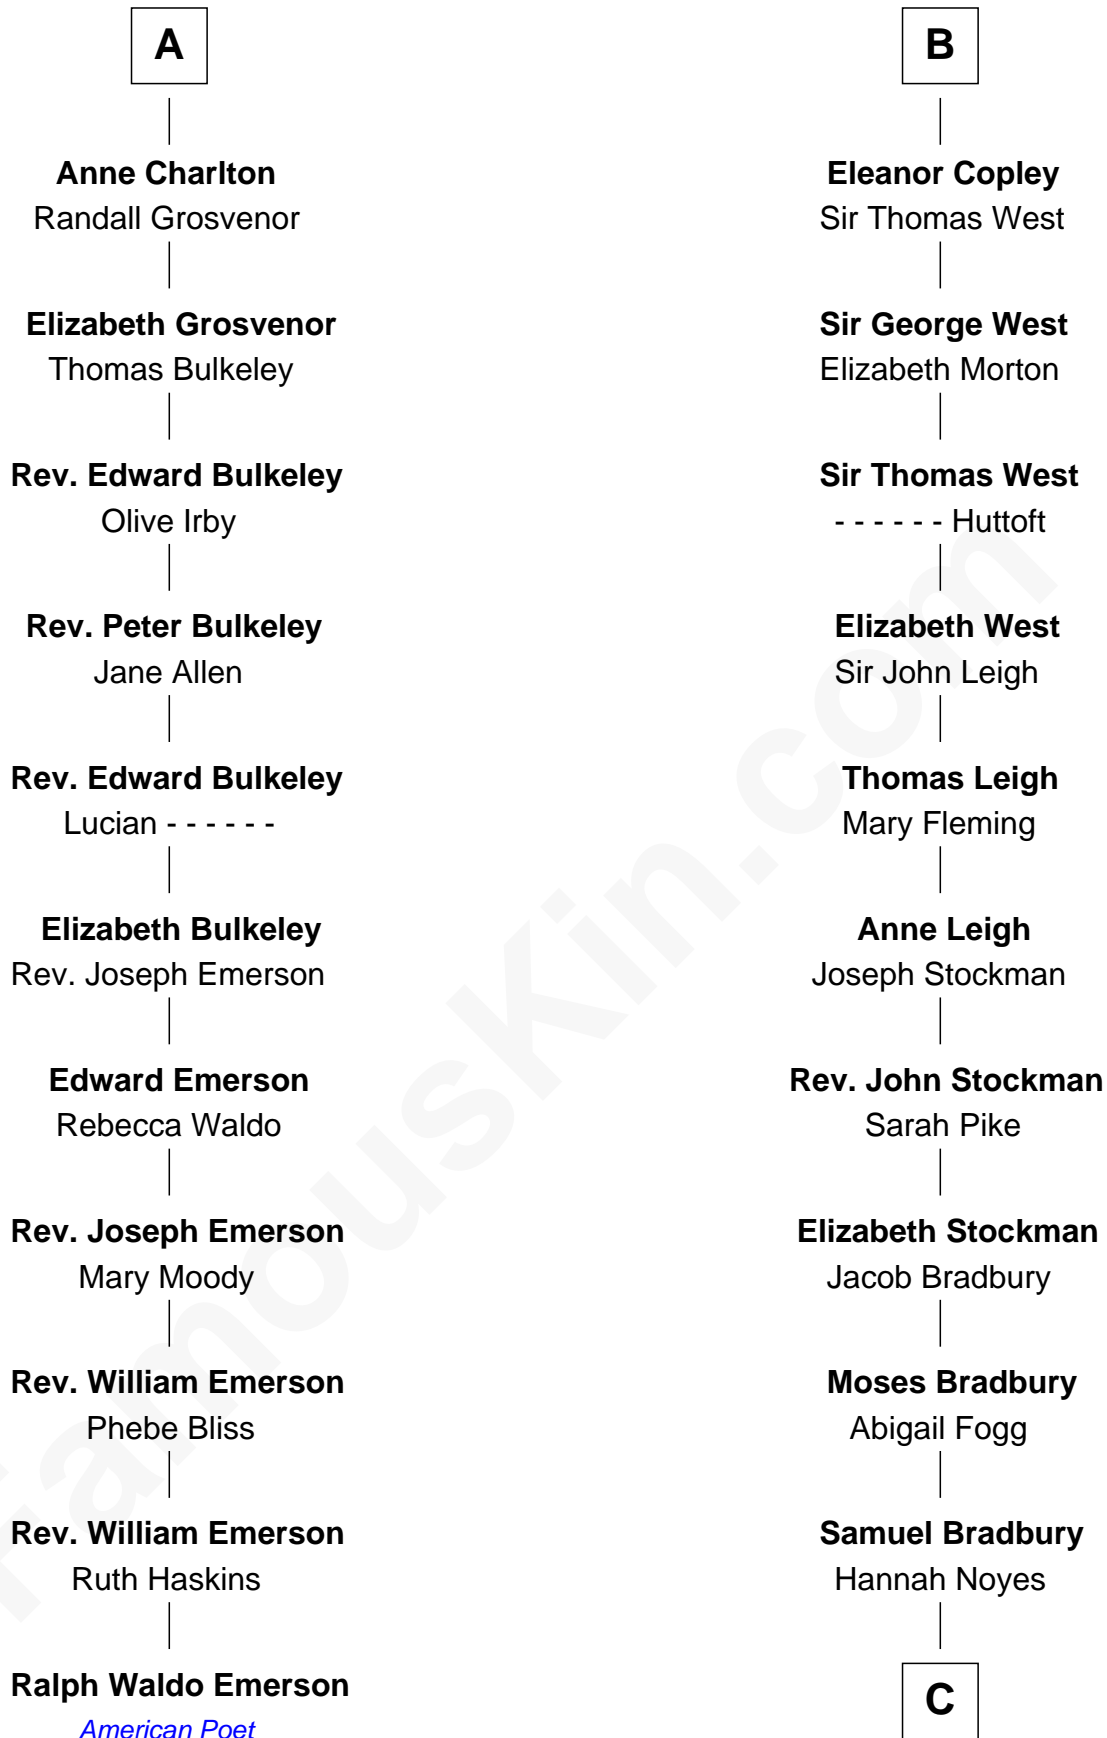 A
Anne Charlton
Randall Grosvenor
Elizabeth Grosvenor
Thomas Bulkeley
Rev. Edward Bulkeley
Olive Irby
Rev. Peter Bulkeley
Jane Allen
Rev. Edward Bulkeley
Lucian - - - - - -
Elizabeth Bulkeley
Rev. Joseph Emerson
Edward Emerson
Rebecca Waldo
Rev. Joseph Emerson
Mary Moody
Rev. William Emerson
Phebe Bliss
Rev. William Emerson
Ruth Haskins
Ralph Waldo Emerson
American Poet
B
Eleanor Copley
Sir Thomas West
Sir George West
Elizabeth Morton
Sir Thomas West
- - - - - - Huttoft
Elizabeth West
Sir John Leigh
Thomas Leigh
Mary Fleming
Anne Leigh
Joseph Stockman
Rev. John Stockman
Sarah Pike
Elizabeth Stockman
Jacob Bradbury
Moses Bradbury
Abigail Fogg
Samuel Bradbury
Hannah Noyes
C
FamousKin.com